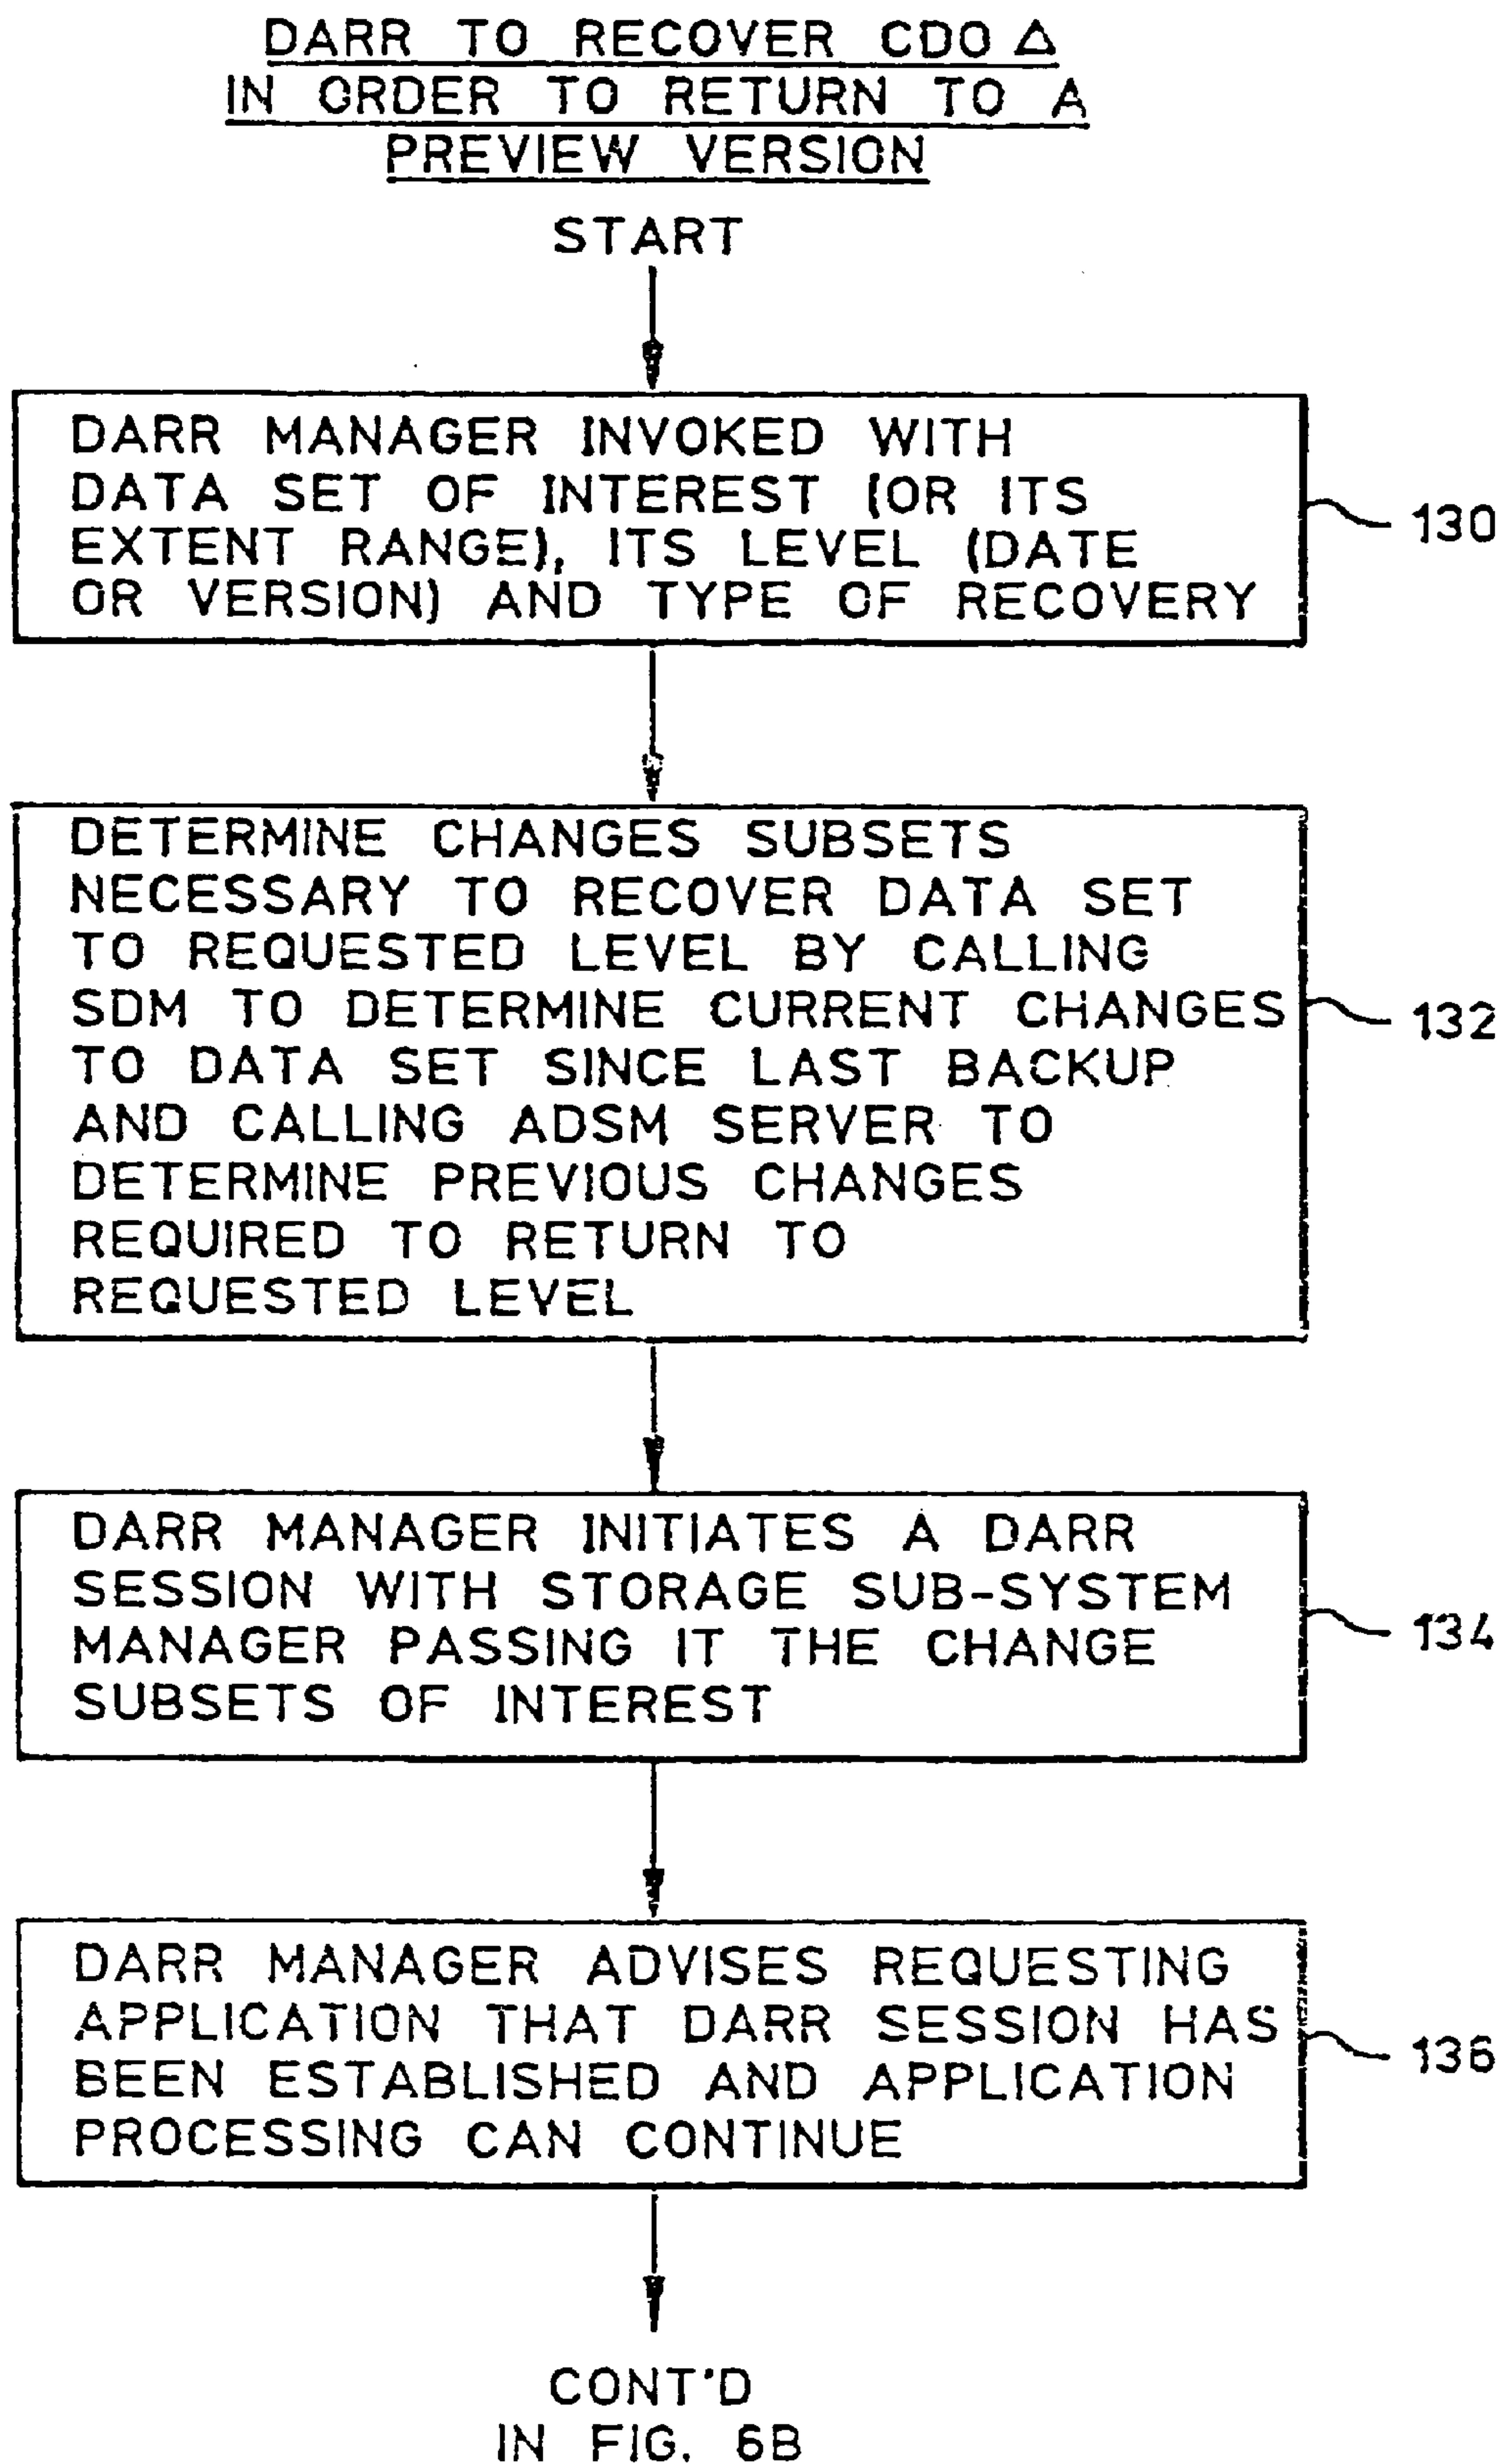 DARR TO RECOVER CDO Δ
IN ORDER TO RETURN TO A
PREVIEW VERSION
START
DARR MANAGER INVOKED WITH
DATA SET OF INTEREST (OR ITS
EXTENT RANGE), ITS LEVEL (DATE
OR VERSION) AND TYPE OF RECOVERY
130
DETERMINE CHANGES SUBSETS
NECESSARY TO RECOVER DATA SET
TO REQUESTED LEVEL BY CALLING
SDM TO DETERMINE CURRENT CHANGES
TO DATA SET SINCE LAST BACKUP
AND CALLING ADSM SERVER TO
DETERMINE PREVIOUS CHANGES
REQUIRED TO RETURN TO
REQUESTED LEVEL
132
DARR MANAGER INITIATES A DARR
SESSION WITH STORAGE SUB-SYSTEM
MANAGER PASSING IT THE CHANGE
SUBSETS OF INTEREST
134
DARR MANAGER ADVISES REQUESTING
APPLICATION THAT DARR SESSION HAS
BEEN ESTABLISHED AND APPLICATION
PROCESSING CAN CONTINUE
136
CONT'D
IN FIG. 6B